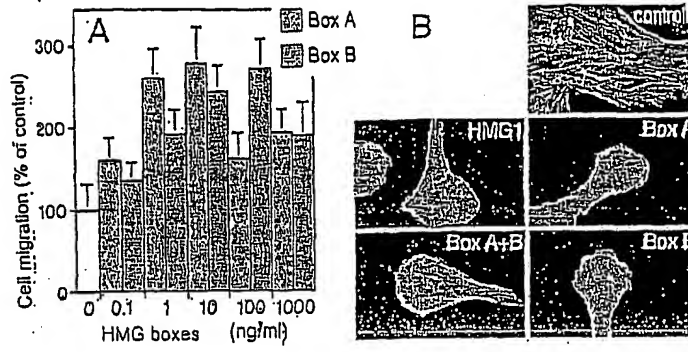 A
Box A
Box B
300
200
100
0
Cell migration (% of control)
0 0.1 1 10 100 1000
HMG boxes (ng/ml)
B
control
HMG1
Box A
Box A+B
Box B